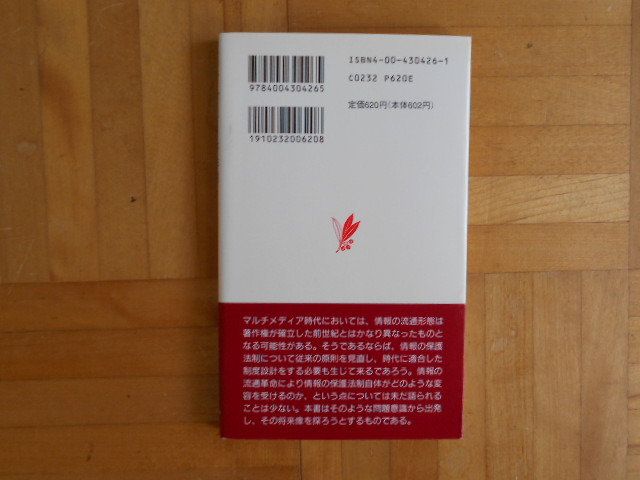 ISBN4-00-430426-1
C0232 P620E
定価620円(本体602円)
9784004304265
1910232006208
マルチメディア時代においては、情報の流通形態は
著作権が確立した前世紀とはかなり異なったものと
なる可能性がある。そうであるならば、情報の保護
法制について従来の原則を見直し、時代に適合した
制度設計をする必要も生じて来るであろう。情報の
流通革命により情報の保護法制自体がどのような変
容を受けるのか、という点については未だ語られる
ことは少ない。本書はそのような問題意識から出発
し、その将来像を探ろうとするものである。